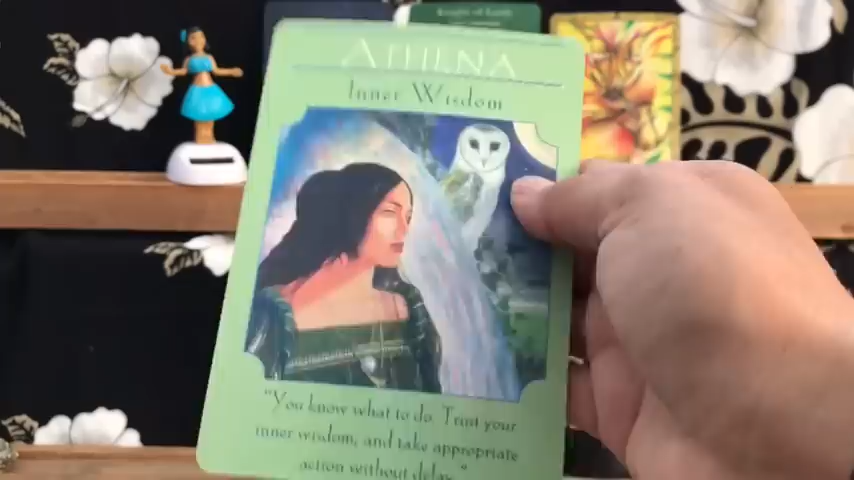 ATHENA
Inner Wisdom
"You know what to do. Trust your
inner wisdom, and take appropriate
action without delay."